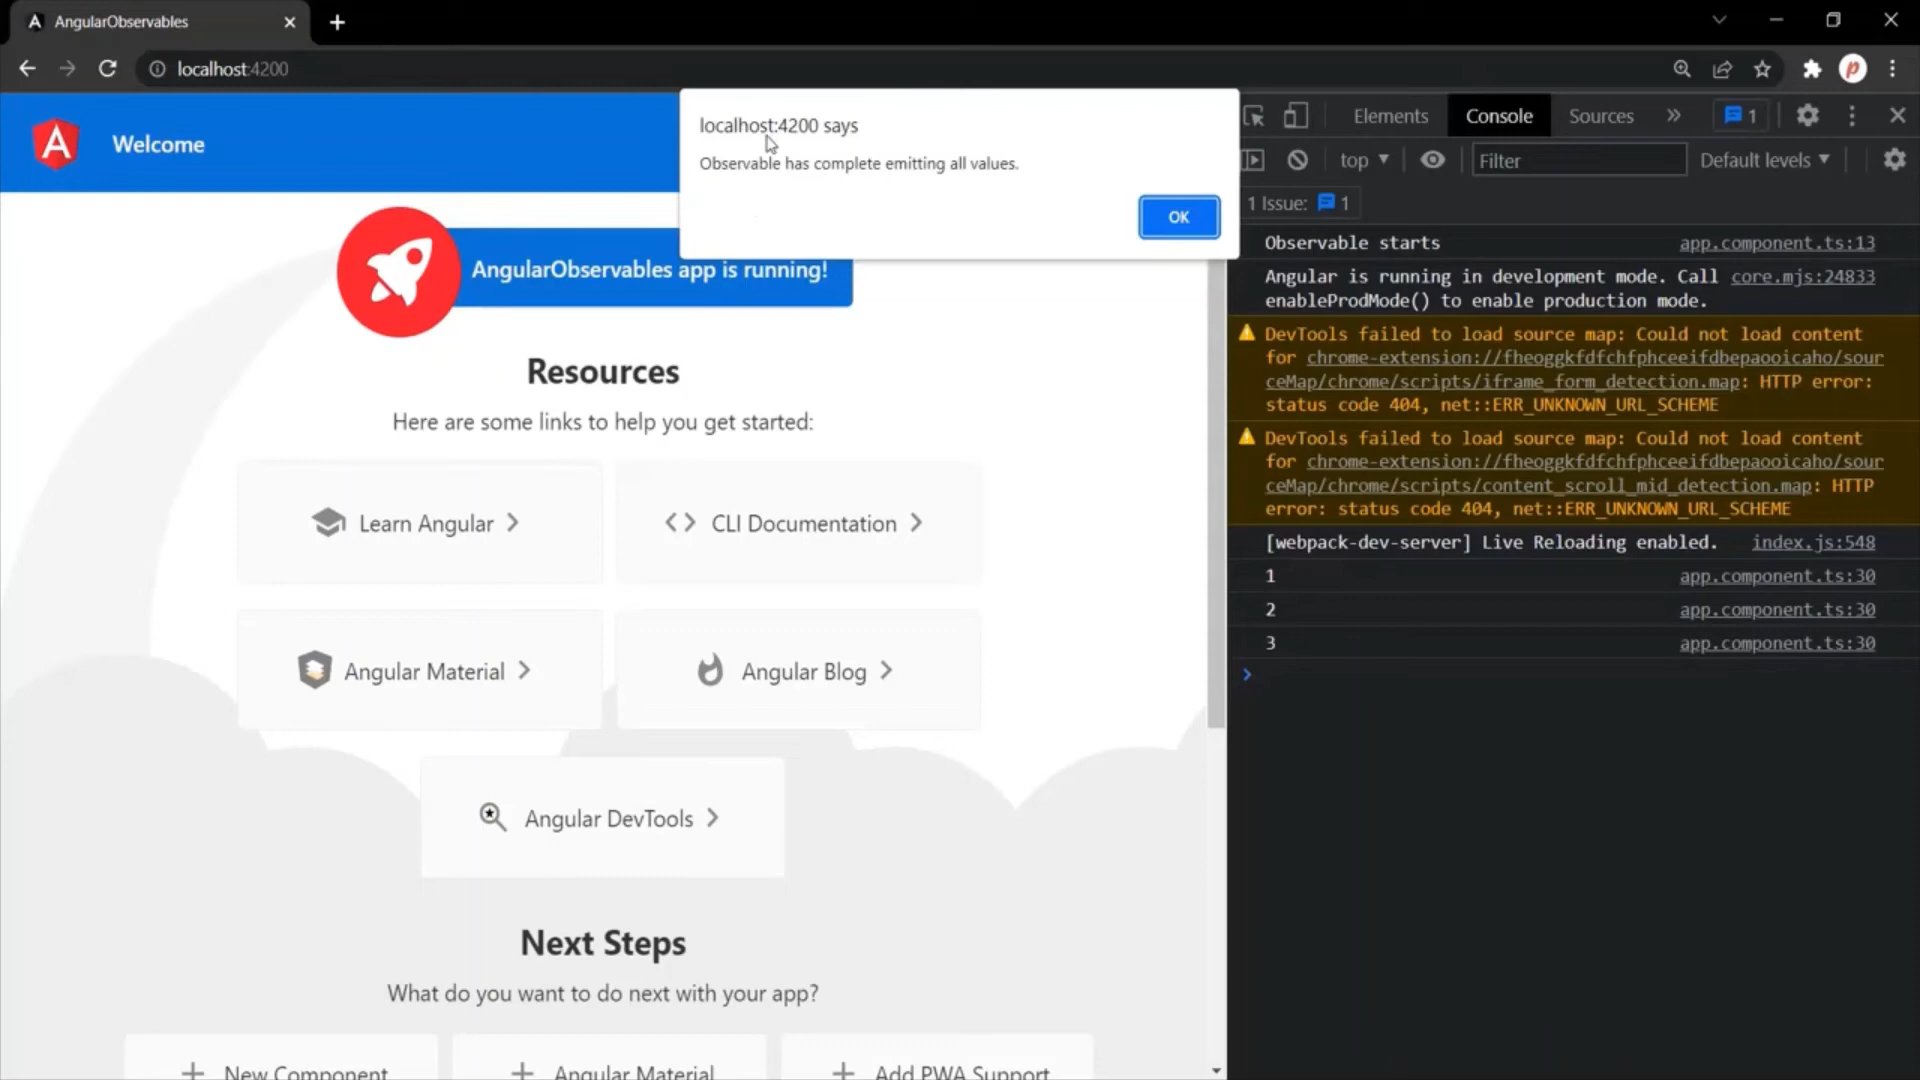 AngularObservables
localhost:4200
localhost:4200 says
Observable has complete emitting all values.
OK
Welcome
AngularObservables app is running!
Resources
Here are some links to help you get started:
Learn Angular
CLI Documentation
Angular Material
Angular Blog
Angular DevTools
Next Steps
What do you want to do next with your app?
New Component
Angular Material
Add PWA Support
Elements
Console
Sources
1
top
Filter
Default levels
1 Issue: 1
Observable starts app.component.ts:13
Angular is running in development mode. Call core.mjs:24833
enableProdMode() to enable production mode.
DevTools failed to load source map: Could not load content
for chrome-extension://fheoggkfdfchfphceeifdbepaooicaho/sour
ceMap/chrome/scripts/iframe_form_detection.map: HTTP error:
status code 404, net::ERR_UNKNOWN_URL_SCHEME
DevTools failed to load source map: Could not load content
for chrome-extension://fheoggkfdfchfphceeifdbepaooicaho/sour
ceMap/chrome/scripts/content_scroll_mid_detection.map: HTTP
error: status code 404, net::ERR_UNKNOWN_URL_SCHEME
[webpack-dev-server] Live Reloading enabled. index.js:548
1 app.component.ts:30
2 app.component.ts:30
3 app.component.ts:30